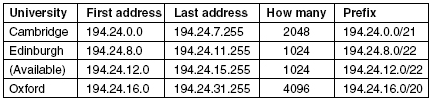 University First address Last address How many Prefix
Cambridge 194.24.0.0 194.24.7.255 2048 194.24.0.0/21
Edinburgh 194.24.8.0 194.24.11.255 1024 194.24.8.0/22
(Available) 194.24.12.0 194.24.15.255 1024 194.24.12.0/22
Oxford 194.24.16.0 194.24.31.255 4096 194.24.16.0/20